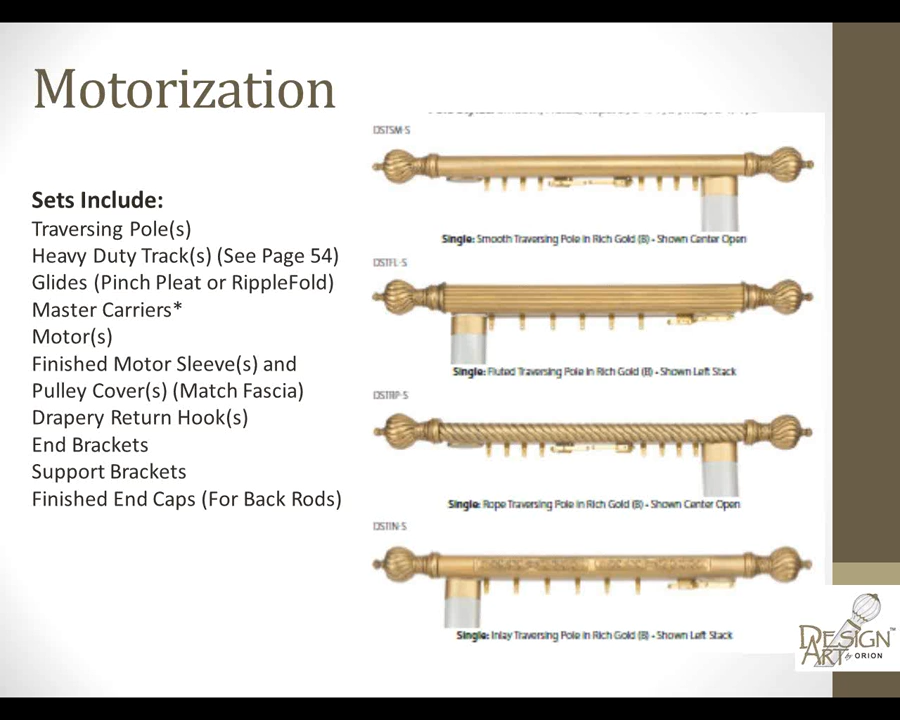 Motorization
Sets Include:
Traversing Pole(s)
Heavy Duty Track(s) (See Page 54)
Glides (Pinch Pleat or RippleFold)
Master Carriers*
Motor(s)
Finished Motor Sleeve(s) and
Pulley Cover(s) (Match Fascia)
Drapery Return Hook(s)
End Brackets
Support Brackets
Finished End Caps (For Back Rods)
DSTSM-S
Single: Smooth Traversing Pole in Rich Gold (B) - Shown Center Open
DSTFL-S
Single: Fluted Traversing Pole in Rich Gold (B) - Shown Left Stack
DSTRP-S
Single: Rope Traversing Pole in Rich Gold (B) - Shown Center Open
DSTIN-S
Single: Inlay Traversing Pole in Rich Gold (B) - Shown Left Stack
DESIGN™
ART by ORION